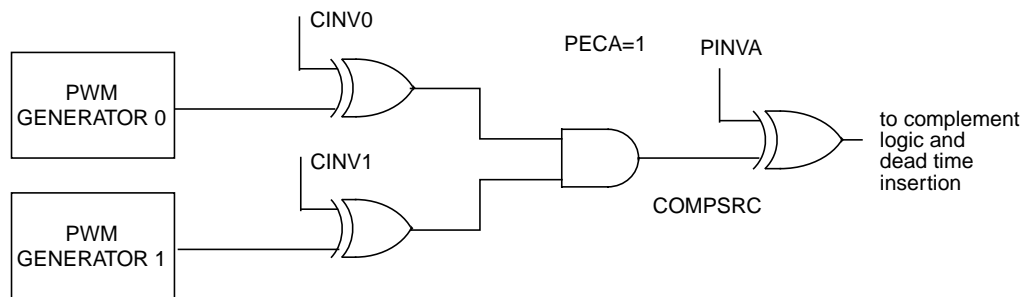 CINV0
PECA=1
PINVA
PWM
GENERATOR 0
to complement
logic and
dead time
insertion
CINV1
COMPSRC
PWM
GENERATOR 1